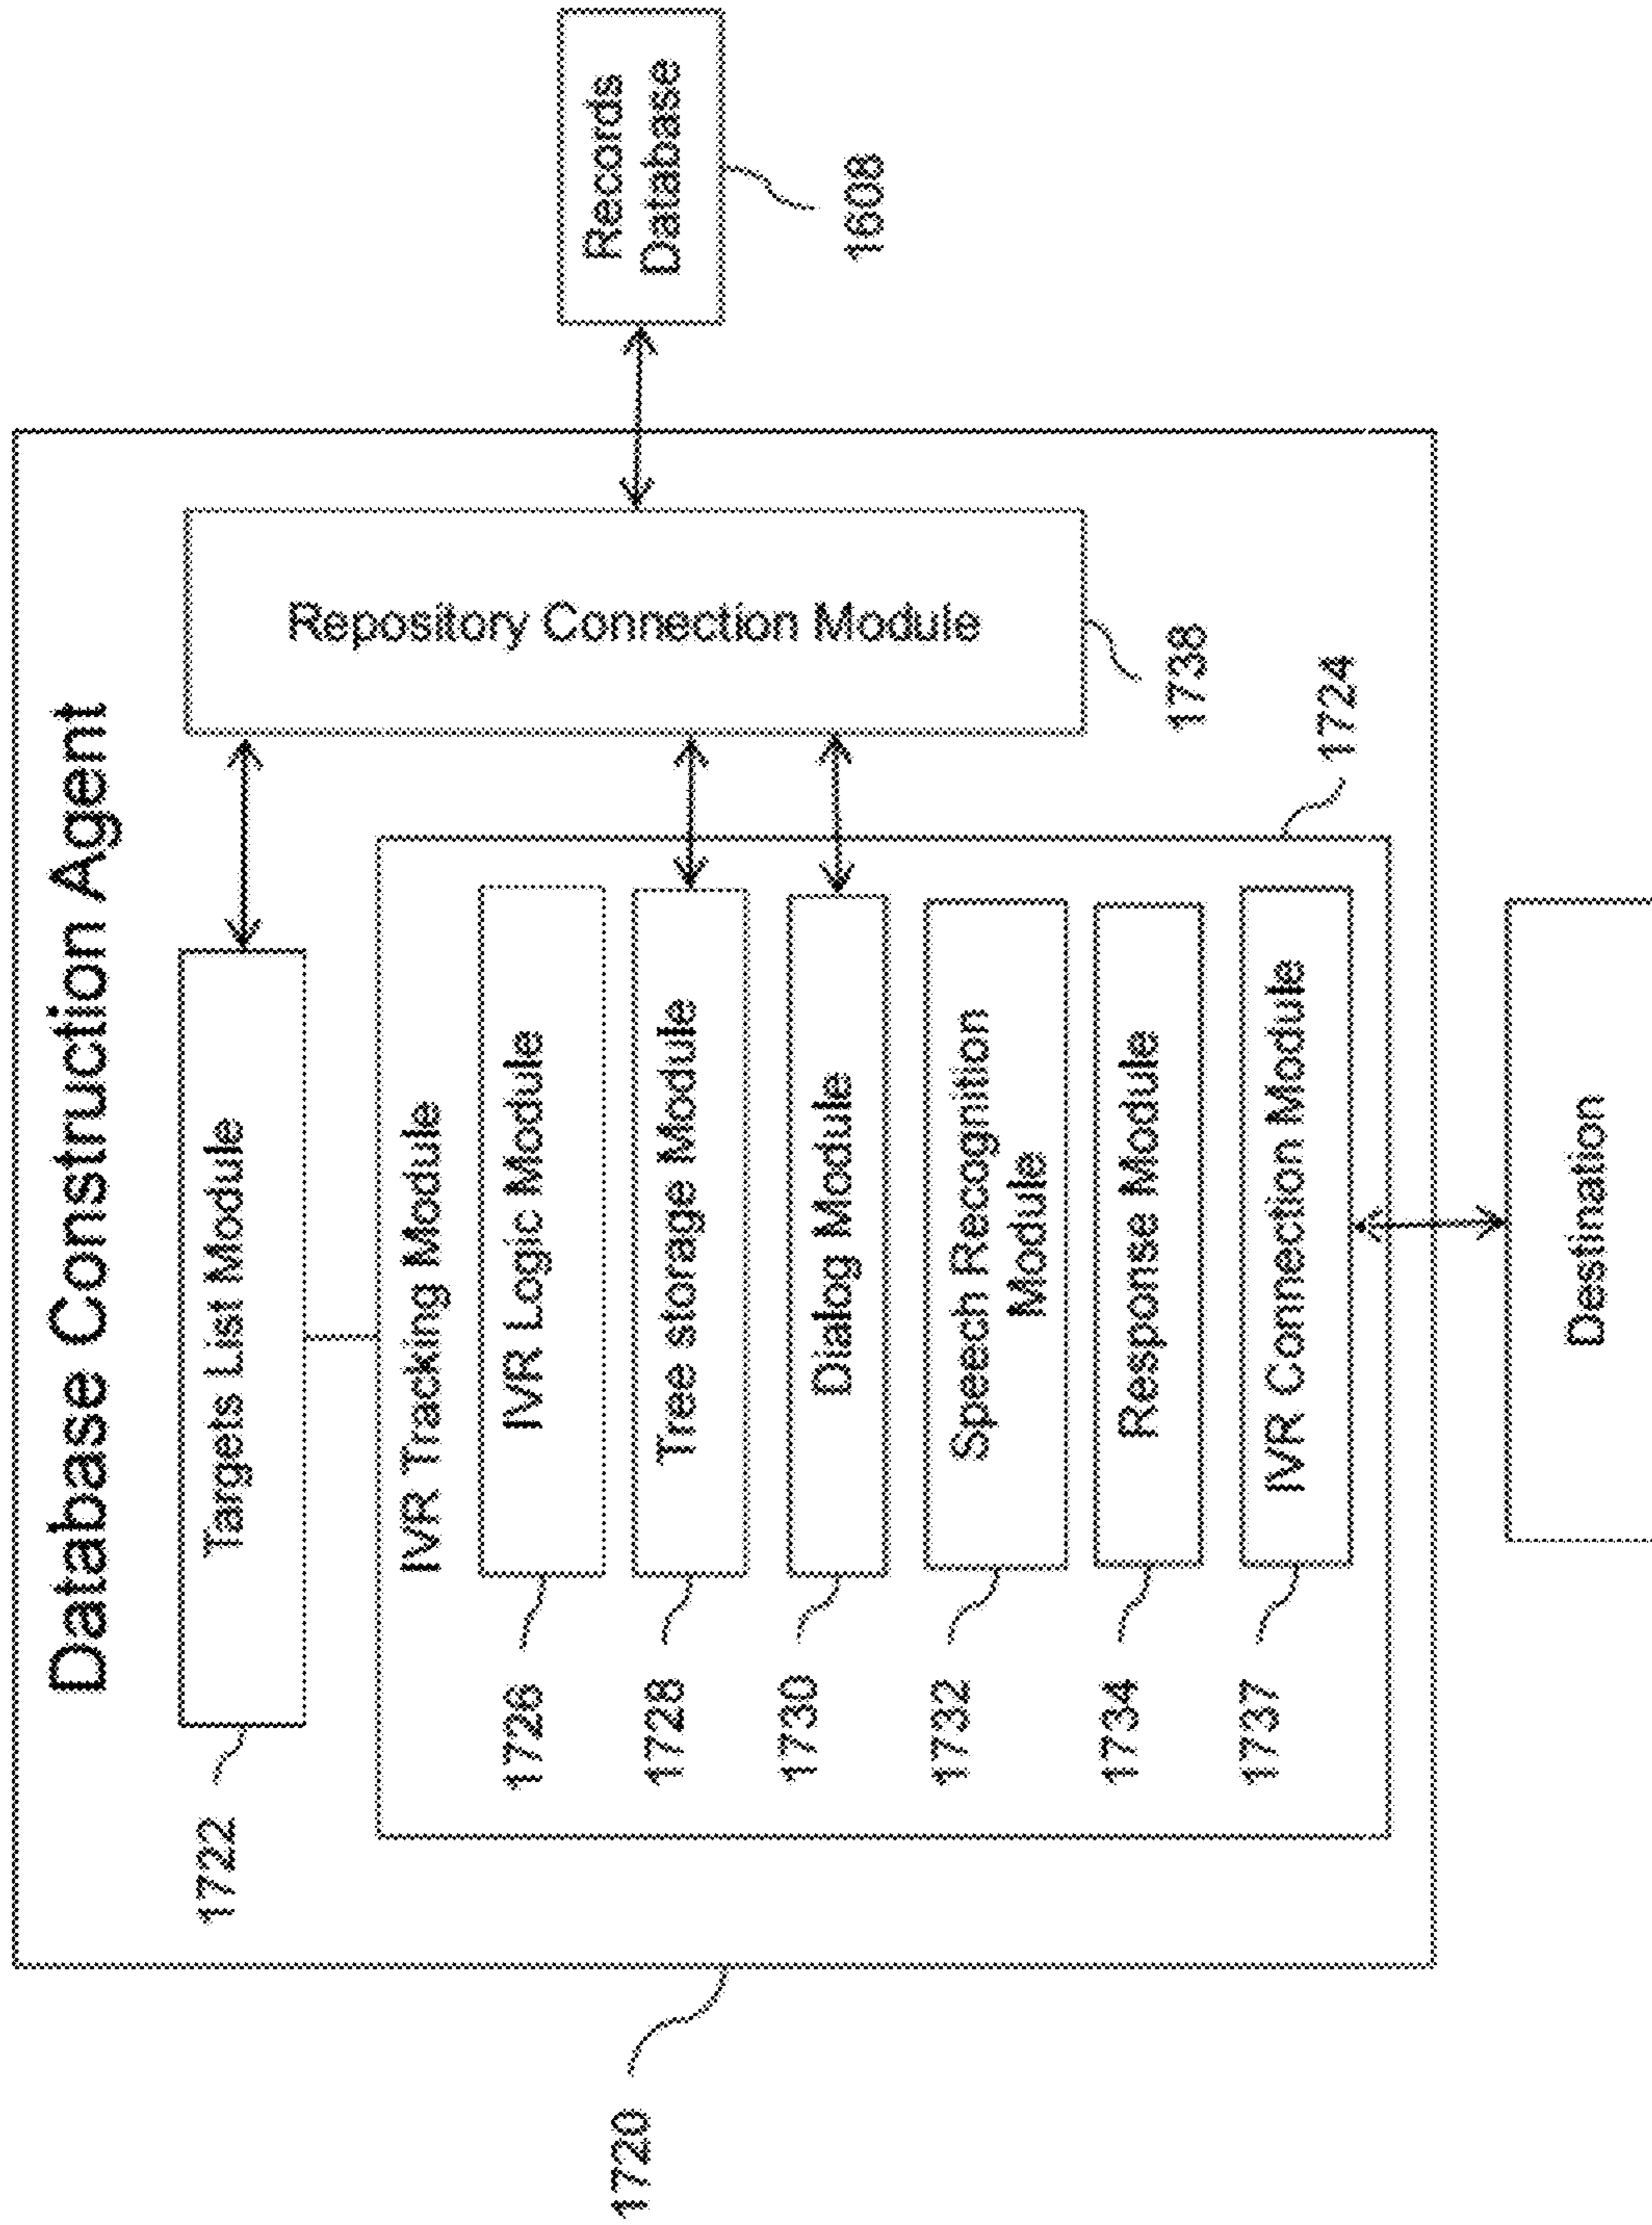 Database Construction Agent
1722
Targets List Module
IVR Tracking Module
1726
IVR Logic Module
1728
Tree storage Module
1730
Dialog Module
1732
Speech Recognition
Module
1734
Response Module
1737
IVR Connection Module
1724
Repository Connection Module
1738
Records
Database
1608
1720
Destination